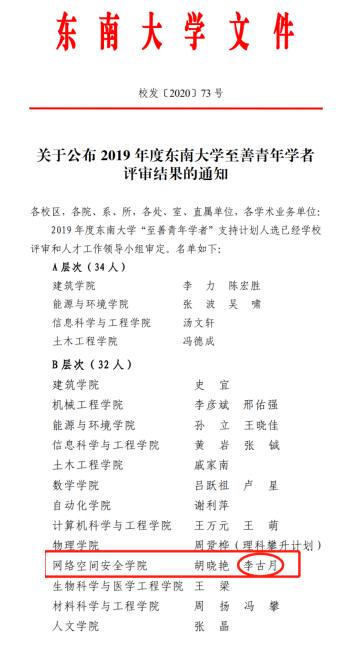 东南大学文件
校发〔2020〕73号
关于公布 2019 年度东南大学至善青年学者
评审结果的通知
各校区,各院、系、所,各处、室、直属单位,各学术业务单位:
2019 年度东南大学“至善青年学者”支持计划人选已经学校
评审和人才工作领导小组审定。名单如下:
A 层次(34 人)
建筑学院 李 力 陈宏胜
能源与环境学院 张 波 吴 啸
信息科学与工程学院 汤文轩
土木工程学院 冯德成
B 层次(32 人)
建筑学院 史 宜
机械工程学院 李彦斌 邢佑强
能源与环境学院 孙 立 王晓佳
信息科学与工程学院 黄 岩 张 铖
土木工程学院 戚家南
数学学院 吕跃祖 卢 星
自动化学院 谢利萍
计算机科学与工程学院 王万元 王 萌
物理学院 周爱桦(理科攀升计划)
网络空间安全学院 胡晓艳 李古月
生物科学与医学工程学院 王 梁
材料科学与工程学院 周 扬 冯 攀
人文学院 张 晶